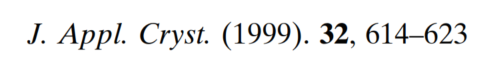 J. Appl. Cryst. (1999). 32, 614–623